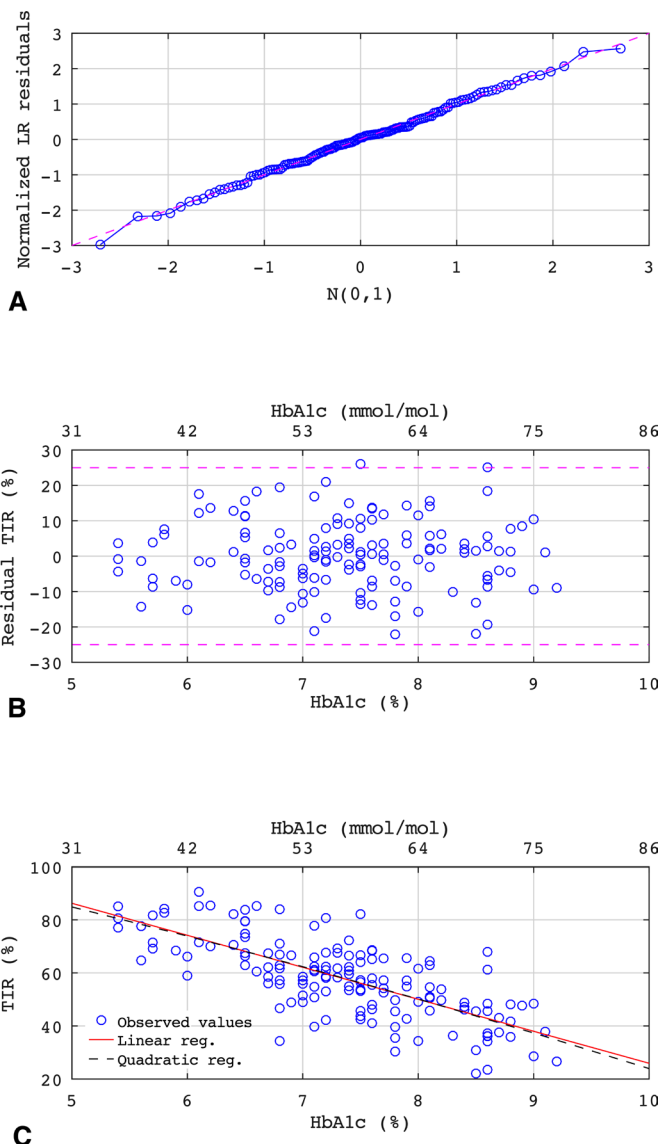 3
2
1
0
−1
−2
−3
Normalized LR residuals
−3 −2 −1 0 1 2 3
N(0,1)
A
HbA1c (mmol/mol)
31 42 53 64 75 86
30
20
10
0
−10
−20
−30
Residual TIR (%)
5 6 7 8 9 10
HbA1c (%)
B
HbA1c (mmol/mol)
31 42 53 64 75 86
100
80
60
40
20
TIR (%)
Observed values
Linear reg.
Quadratic reg.
5 6 7 8 9 10
HbA1c (%)
C